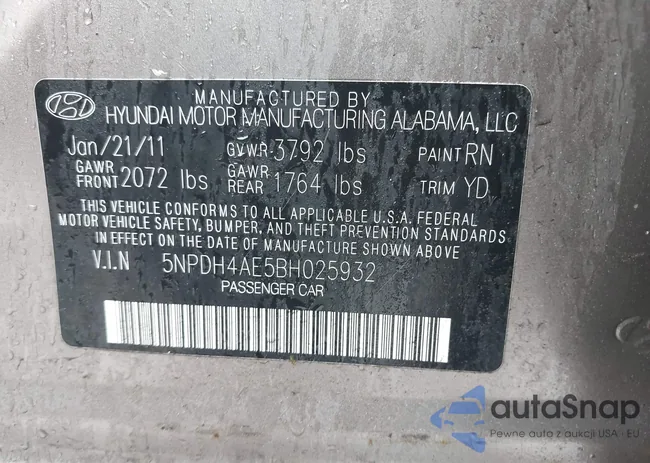 MANUFACTURED BY
HYUNDAI MOTOR MANUFACTURING ALABAMA, LLC
Jan/21/11 GVWR 3792 lbs PAINT RN
GAWR FRONT 2072 lbs GAWR REAR 1764 lbs TRIM YD
THIS VEHICLE CONFORMS TO ALL APPLICABLE U.S.A. FEDERAL
MOTOR VEHICLE SAFETY, BUMPER, AND THEFT PREVENTION STANDARDS
IN EFFECT ON THE DATE OF MANUFACTURE SHOWN ABOVE
V.I.N 5NPDH4AE5BH025932
PASSENGER CAR
autoSnap
Pewne auto z aukcji USA - EU